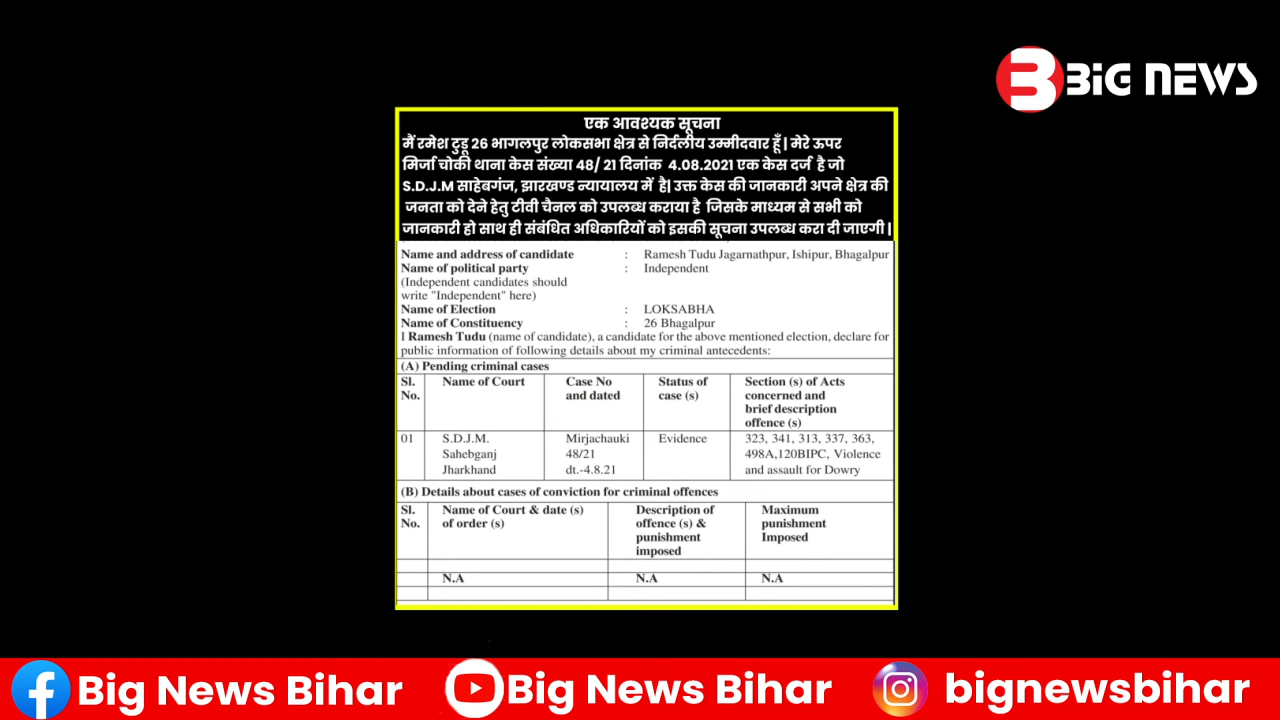 BIG NEWS
एक आवश्यक सूचना
मैं रमेश टुडू 26 भागलपुर लोकसभा क्षेत्र से निर्दलीय उम्मीदवार हूँ | मेरे ऊपर
मिर्जा चोकी थाना केस संख्या 48/ 21 दिनांक 4.08.2021 एक केस दर्ज है जो
S.D.J.M साहेबगंज, झारखण्ड न्यायालय में है| उक्त केस की जानकारी अपने क्षेत्र की
जनता को देने हेतु टीवी चैनल को उपलब्ध कराया है जिसके माध्यम से सभी को
जानकारी हो साथ ही संबंधित अधिकारियों को इसकी सूचना उपलब्ध करा दी जाएगी |
Name and address of candidate : Ramesh Tudu Jagarnathpur, Ishipur, Bhagalpur
Name of political party : Independent
(Independent candidates should
write "Independent" here)
Name of Election : LOKSABHA
Name of Constituency : 26 Bhagalpur
I Ramesh Tudu (name of candidate), a candidate for the above mentioned election, declare for
public information of following details about my criminal antecedents:
(A) Pending criminal cases
Sl. Name of Court Case No Status of Section (s) of Acts
No. and dated case (s) concerned and
brief description
offence (s)
01 S.D.J.M. Mirjachauki Evidence 323, 341, 313, 337, 363,
Sahebganj 48/21 498A,120BIPC, Violence
Jharkhand dt.-4.8.21 and assault for Dowry
(B) Details about cases of conviction for criminal offences
Sl. Name of Court & date (s) Description of Maximum
No. of order (s) offence (s) & punishment
punishment Imposed
imposed
N.A N.A N.A
Big News Bihar Big News Bihar bignewsbihar